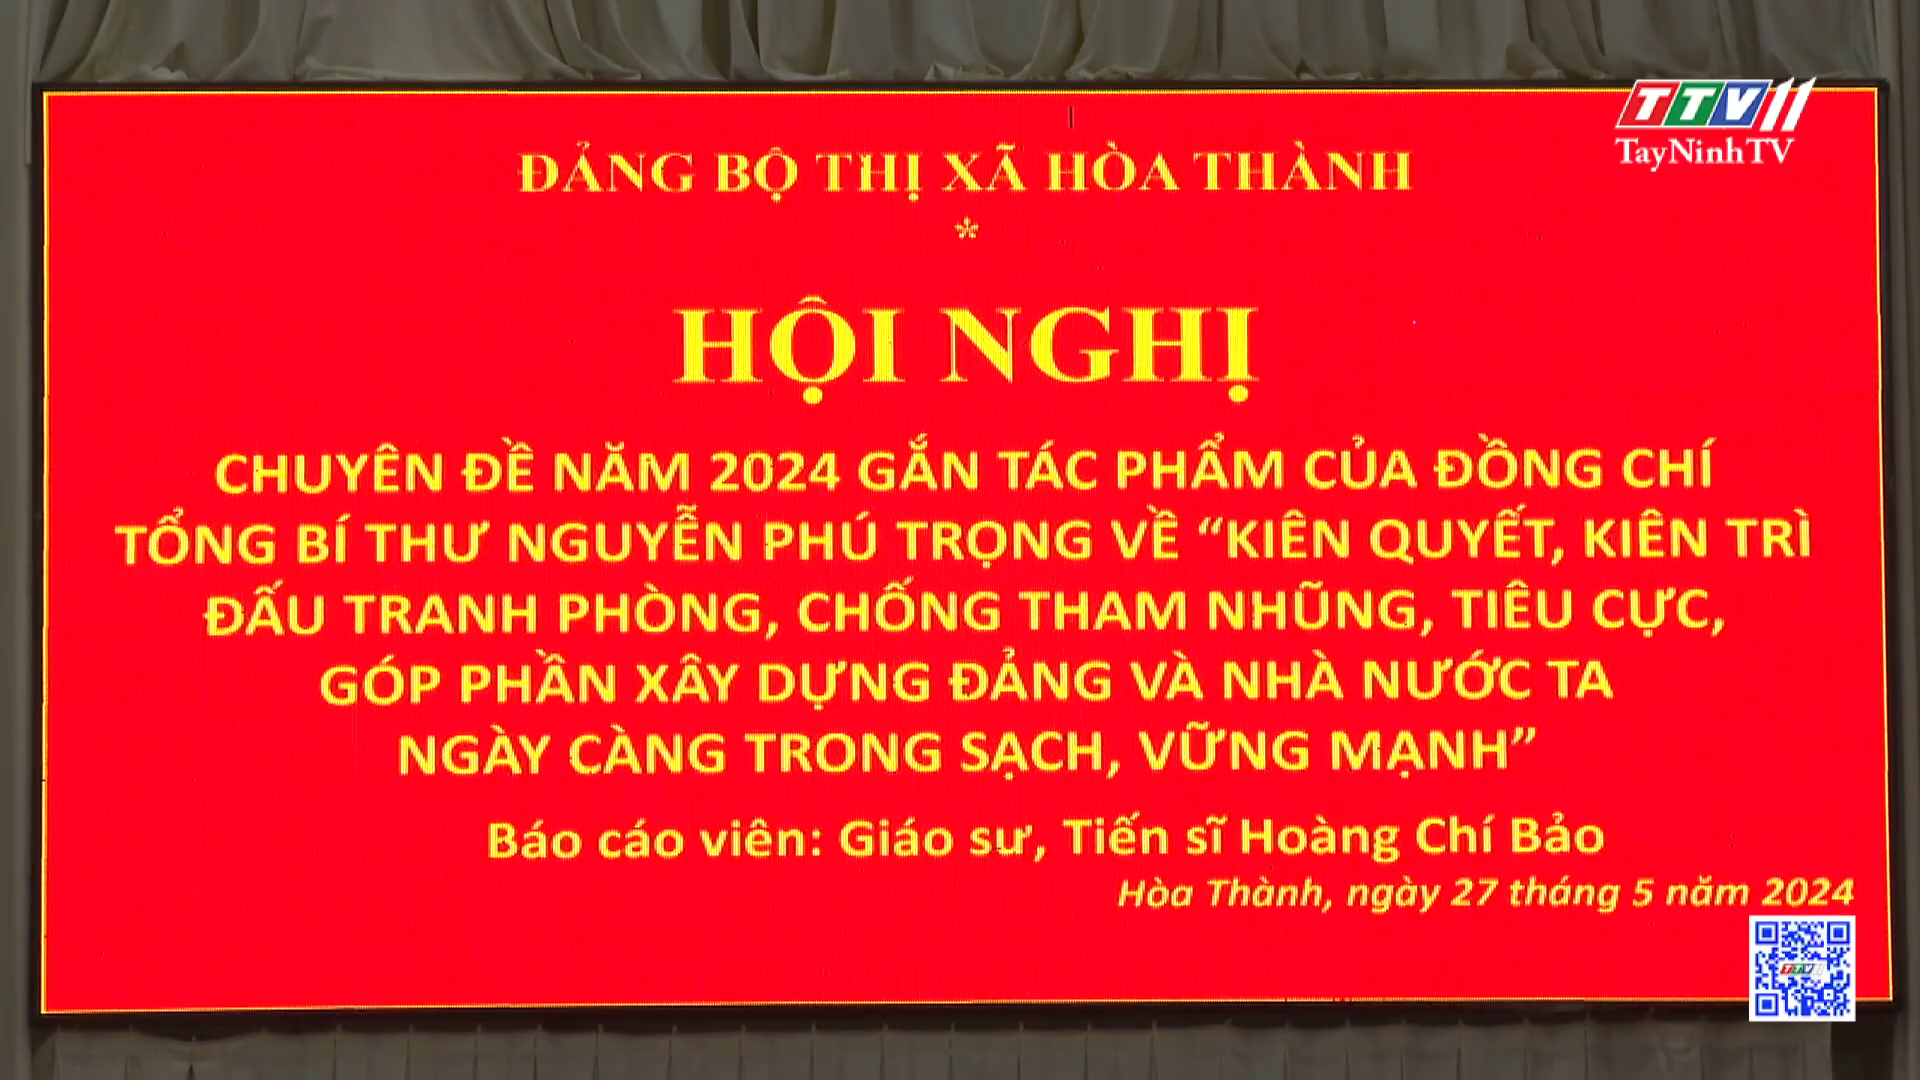 TTV11
TayNinhTV
ĐẢNG BỘ THỊ XÃ HÒA THÀNH
*
HỘI NGHỊ
CHUYÊN ĐỀ NĂM 2024 GẮN TÁC PHẨM CỦA ĐỒNG CHÍ
TỔNG BÍ THƯ NGUYỄN PHÚ TRỌNG VỀ “KIÊN QUYẾT, KIÊN TRÌ
ĐẤU TRANH PHÒNG, CHỐNG THAM NHŨNG, TIÊU CỰC,
GÓP PHẦN XÂY DỰNG ĐẢNG VÀ NHÀ NƯỚC TA
NGÀY CÀNG TRONG SẠCH, VỮNG MẠNH”
Báo cáo viên: Giáo sư, Tiến sĩ Hoàng Chí Bảo
Hòa Thành, ngày 27 tháng 5 năm 2024
TTV11